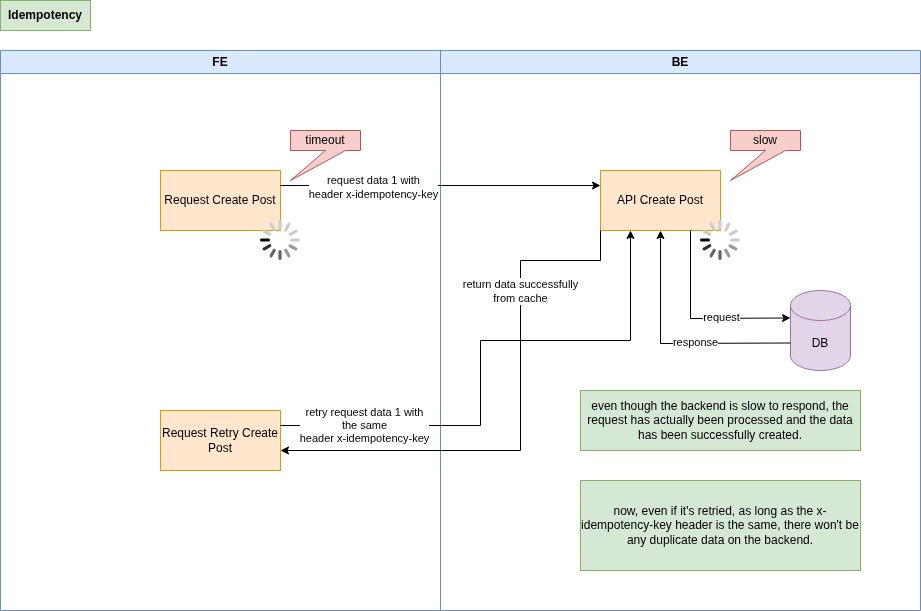 Idempotency
FE
BE
timeout
slow
request data 1 with
header x-idempotency-key
Request Create Post
API Create Post
return data successfully
from cache
request
response
DB
retry request data 1 with
the same
header x-idempotency-key
Request Retry Create
Post
even though the backend is slow to respond, the
request has actually been processed and the data
has been successfully created.
now, even if it's retried, as long as the x-
idempotency-key header is the same, there won't be
any duplicate data on the backend.